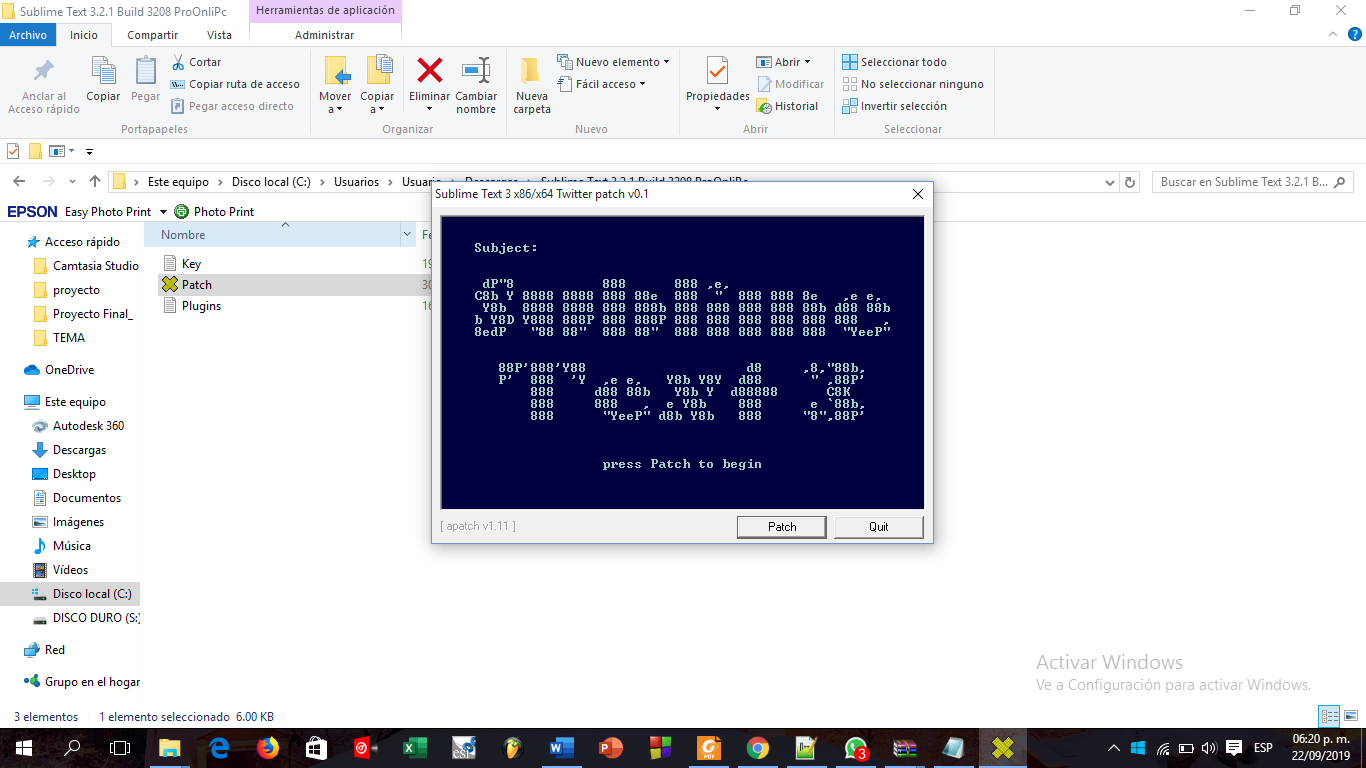 Sublime Text 3.2.1 Build 3208 ProOnliPc
Herramientas de aplicación
Archivo
Inicio
Compartir
Vista
Administrar
Anclar al
Acceso rápido
Copiar
Pegar
Cortar
Copiar ruta de acceso
Pegar acceso directo
Portapapeles
Mover
a
Copiar
a
Eliminar
Cambiar
nombre
Organizar
Nueva
carpeta
Nuevo elemento
Fácil acceso
Nuevo
Propiedades
Abrir
Modificar
Historial
Abrir
Seleccionar todo
No seleccionar ninguno
Invertir selección
Seleccionar
Este equipo
Disco local (C:)
Usuarios
Buscar en Sublime Text 3.2.1 B...
EPSON Easy Photo Print
Photo Print
Nombre
Key
Patch
Plugins
Acceso rápido
Camtasia Studio
proyecto
Proyecto Final_
TEMA
OneDrive
Este equipo
Autodesk 360
Descargas
Desktop
Documentos
Imágenes
Música
Vídeos
Disco local (C:)
DISCO DURO (S:)
Red
Grupo en el hogar
Sublime Text 3 x86/x64 Twitter patch v0.1
Subject:
Sublime
Text 3
press Patch to begin
[ apatch v1.11 ]
Patch
Quit
Activar Windows
Ve a Configuración para activar Windows.
3 elementos
1 elemento seleccionado 6.00 KB
ESP
06:20 p. m.
22/09/2019